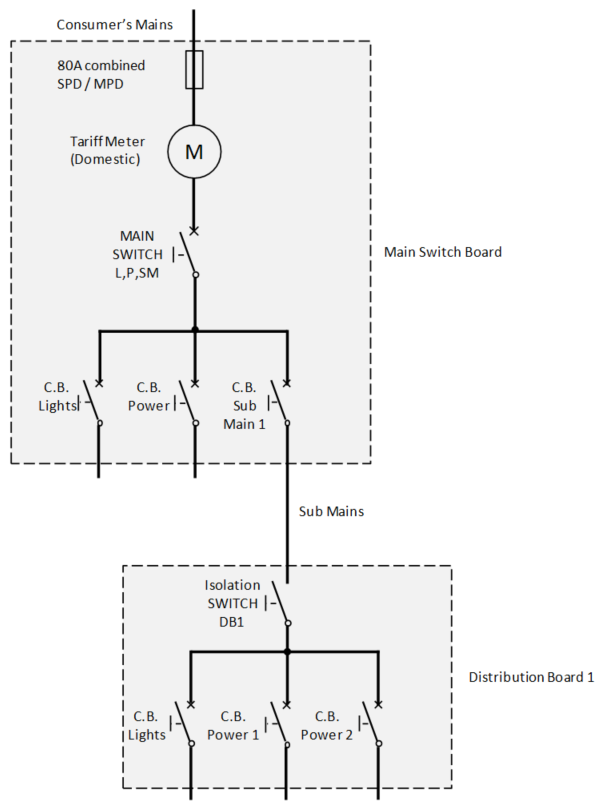 Consumer's Mains
80A combined
SPD / MPD
Tariff Meter
(Domestic)
M
MAIN
SWITCH
L,P,SM
Main Switch Board
C.B.
Lights
C.B.
Power
C.B.
Sub
Main 1
Sub Mains
Isolation
SWITCH
DB1
Distribution Board 1
C.B.
Lights
C.B.
Power 1
C.B.
Power 2